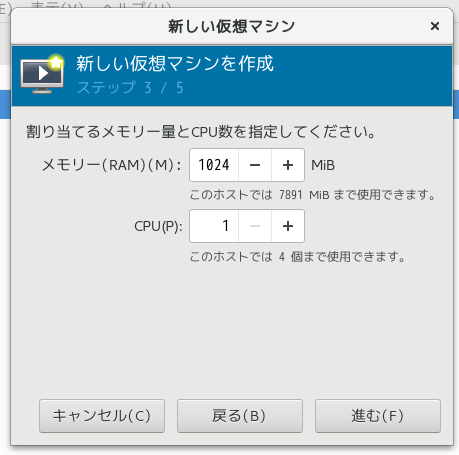 表示(V) ヘルプ(H)
新しい仮想マシン
新しい仮想マシンを作成
ステップ 3 / 5
割り当てるメモリー量とCPU数を指定してください。
メモリー(RAM)(M): 1024 − + MiB
このホストでは 7891 MiB まで使用できます。
CPU(P): 1 − +
このホストでは 4 個まで使用できます。
キャンセル(C) 戻る(B) 進む(F)